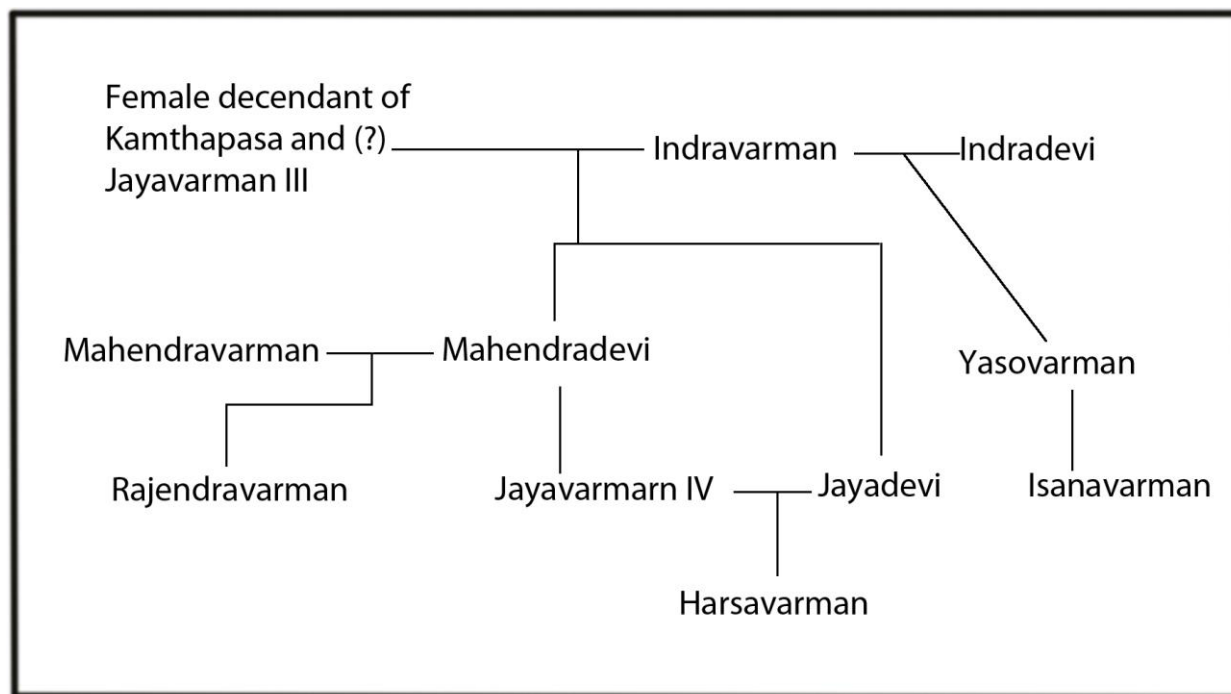 Female decendant of
Kamthapasa and (?)
Jayavarman III
Indravarman
Indradevi
Mahendravarman
Mahendradevi
Yasovarman
Rajendravarman
Jayavarmarn IV
Jayadevi
Isanavarman
Harsavarman